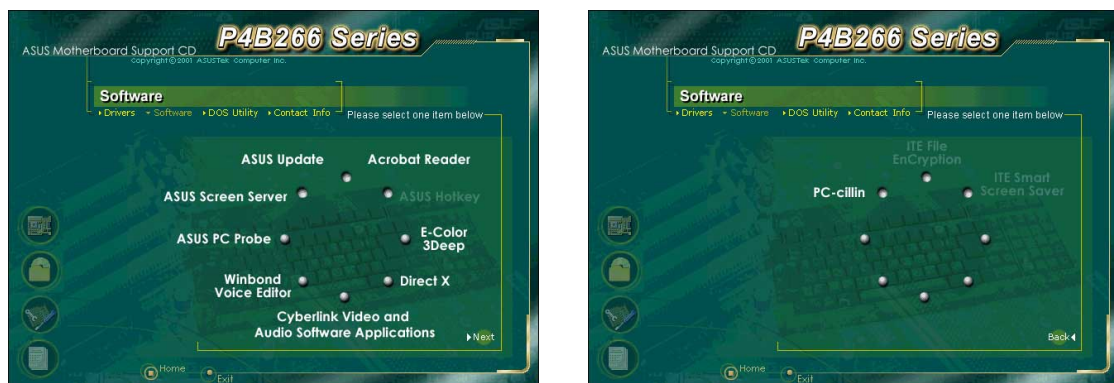 ASUS Motherboard Support CD
P4B266 Series
Copyright©2001 ASUSTeK Computer Inc.
Software
Drivers Software DOS Utility Contact Info
Please select one item below
ASUS Update
Acrobat Reader
ASUS Screen Server
ASUS Hotkey
ASUS PC Probe
E-Color
3Deep
Winbond
Voice Editor
Direct X
Cyberlink Video and
Audio Software Applications
Next
Home
Exit
ASUS Motherboard Support CD
P4B266 Series
Copyright©2001 ASUSTeK Computer Inc.
Software
Drivers Software DOS Utility Contact Info
Please select one item below
ITE File
EnCryption
PC-cillin
ITE Smart
Screen Saver
Back
Home
Exit